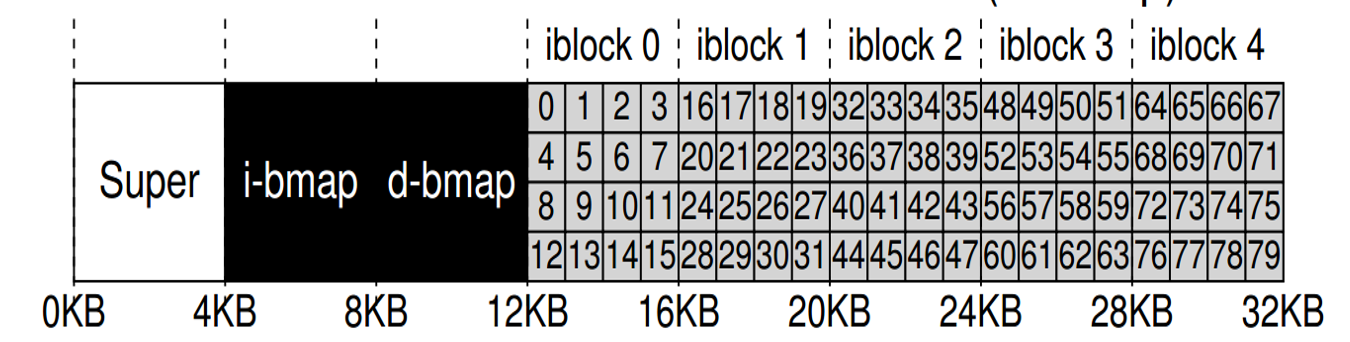 iblock 0 iblock 1 iblock 2 iblock 3 iblock 4
0 1 2 3 16 17 18 19 32 33 34 35 48 49 50 51 64 65 66 67
4 5 6 7 20 21 22 23 36 37 38 39 52 53 54 55 68 69 70 71
Super i-bmap d-bmap
8 9 10 11 24 25 26 27 40 41 42 43 56 57 58 59 72 73 74 75
12 13 14 15 28 29 30 31 44 45 46 47 60 61 62 63 76 77 78 79
0KB 4KB 8KB 12KB 16KB 20KB 24KB 28KB 32KB